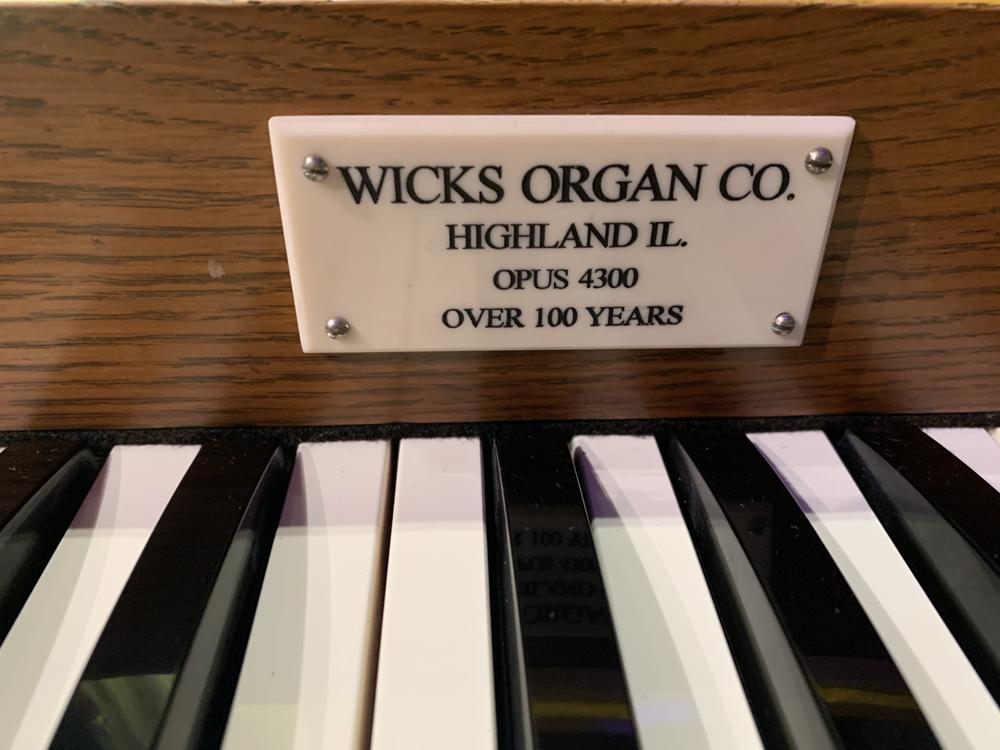 WICKS ORGAN CO.
HIGHLAND IL.
OPUS 4300
OVER 100 YEARS